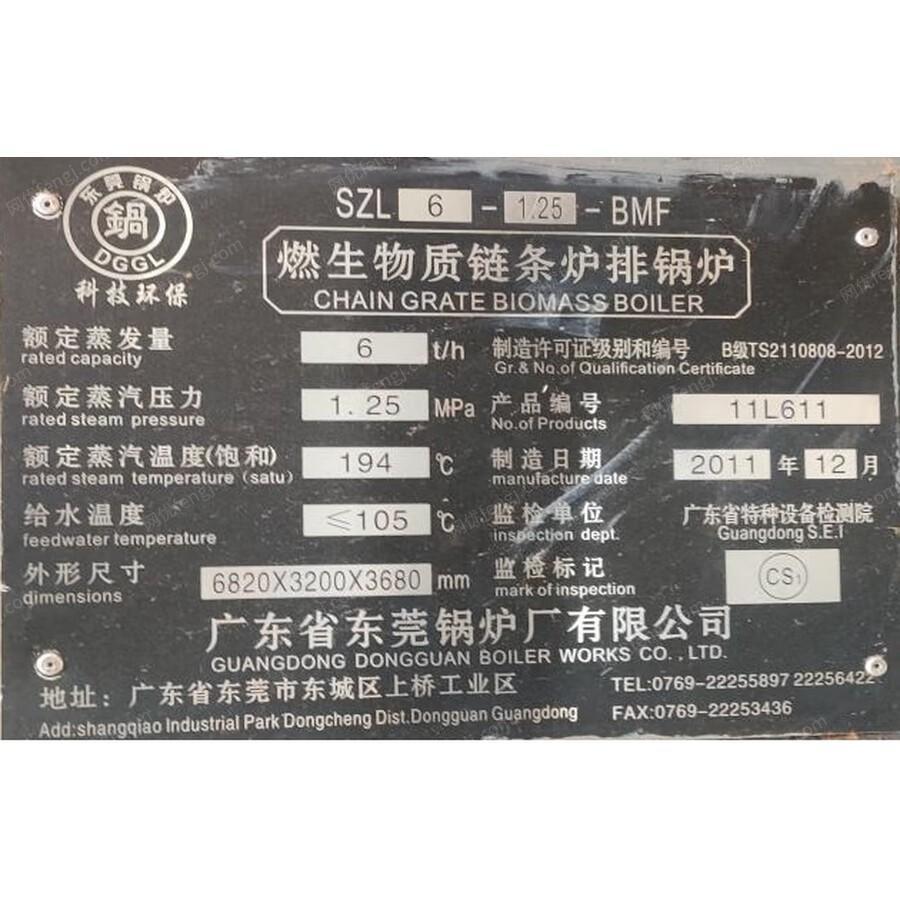 东莞锅炉
鍋
DGGL
科技环保
SZL 6 - 1.25 - BMF
燃生物质链条炉排锅炉
CHAIN GRATE BIOMASS BOILER
额定蒸发量 6 t/h
rated capacity
制造许可证级别和编号 B级TS2110808-2012
Gr.& No.of Qualification Certificate
额定蒸汽压力 1.25 MPa
rated steam pressure
产品编号 11L611
No.of Products
额定蒸汽温度(饱和) 194 ℃
rated steam temperature (satu)
制造日期 2011 年 12 月
manufacture date
给水温度 ≤105 ℃
feedwater temperature
监检单位 广东省特种设备检测院
inspection dept. Guangdong S.E.I
外形尺寸 6820X3200X3680 mm
dimensions
监检标记 CS1
mark of inspection
广东省东莞锅炉厂有限公司
GUANGDONG DONGGUAN BOILER WORKS CO.,LTD.
地址：广东省东莞市东城区上桥工业区
TEL:0769-22255897 22256422
Add:shangqiao Industrial Park Dongcheng Dist.Dongguan Guangdong
FAX:0769-22253436